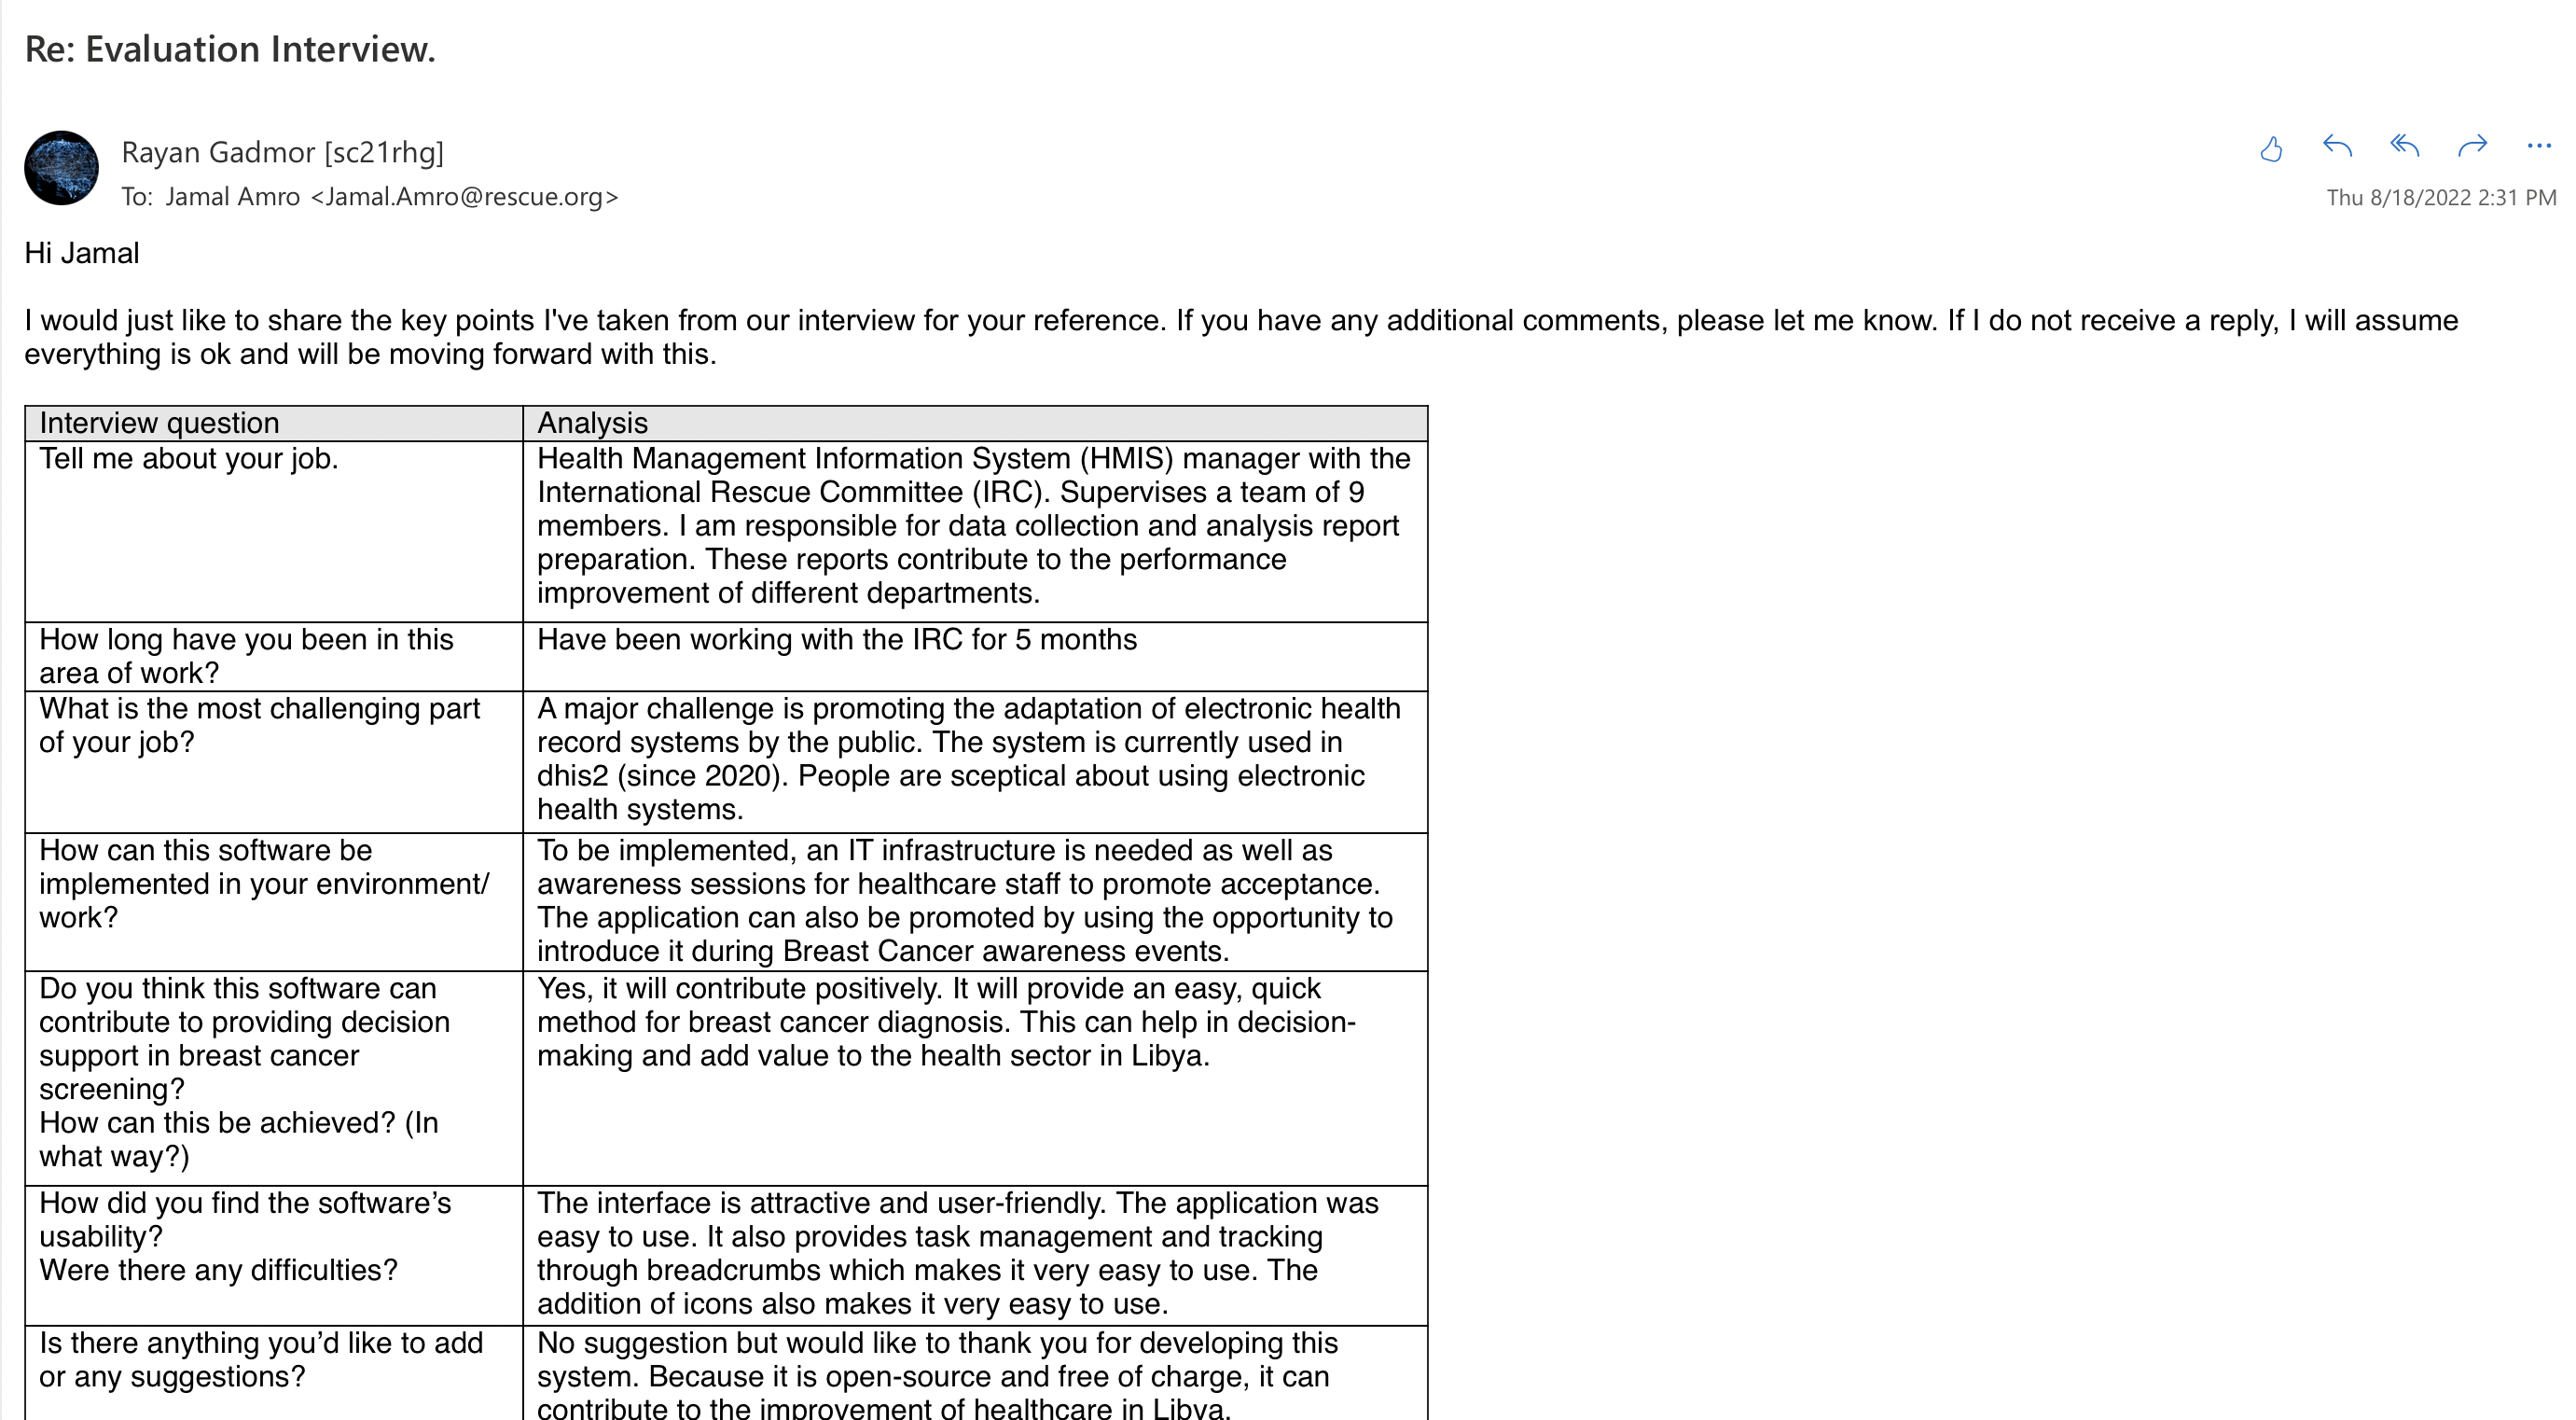 Re: Evaluation Interview.
Rayan Gadmor [sc21rhg]
To: Jamal Amro <Jamal.Amro@rescue.org>
Thu 8/18/2022 2:31 PM
Hi Jamal
I would just like to share the key points I've taken from our interview for your reference. If you have any additional comments, please let me know. If I do not receive a reply, I will assume
everything is ok and will be moving forward with this.
Interview question
Analysis
Tell me about your job.
Health Management Information System (HMIS) manager with the
International Rescue Committee (IRC). Supervises a team of 9
members. I am responsible for data collection and analysis report
preparation. These reports contribute to the performance
improvement of different departments.
How long have you been in this
area of work?
Have been working with the IRC for 5 months
What is the most challenging part
of your job?
A major challenge is promoting the adaptation of electronic health
record systems by the public. The system is currently used in
dhis2 (since 2020). People are sceptical about using electronic
health systems.
How can this software be
implemented in your environment/
work?
To be implemented, an IT infrastructure is needed as well as
awareness sessions for healthcare staff to promote acceptance.
The application can also be promoted by using the opportunity to
introduce it during Breast Cancer awareness events.
Do you think this software can
contribute to providing decision
support in breast cancer
screening?
How can this be achieved? (In
what way?)
Yes, it will contribute positively. It will provide an easy, quick
method for breast cancer diagnosis. This can help in decision-
making and add value to the health sector in Libya.
How did you find the software’s
usability?
Were there any difficulties?
The interface is attractive and user-friendly. The application was
easy to use. It also provides task management and tracking
through breadcrumbs which makes it very easy to use. The
addition of icons also makes it very easy to use.
Is there anything you’d like to add
or any suggestions?
No suggestion but would like to thank you for developing this
system. Because it is open-source and free of charge, it can
contribute to the improvement of healthcare in Libya.